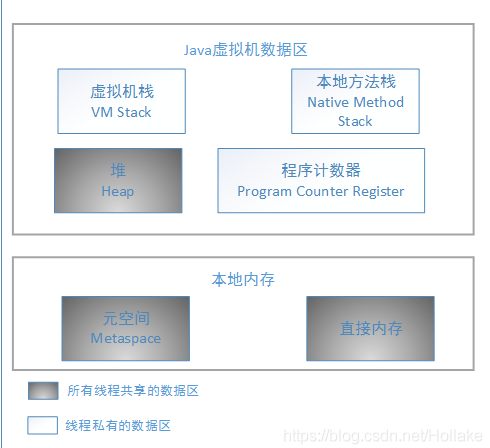 Java虚拟机数据区
虚拟机栈
VM Stack
本地方法栈
Native Method
Stack
堆
Heap
程序计数器
Program Counter Register
本地内存
元空间
Metaspace
直接内存
所有线程共享的数据区
线程私有的数据区
https://blog.csdn.net/Hollake